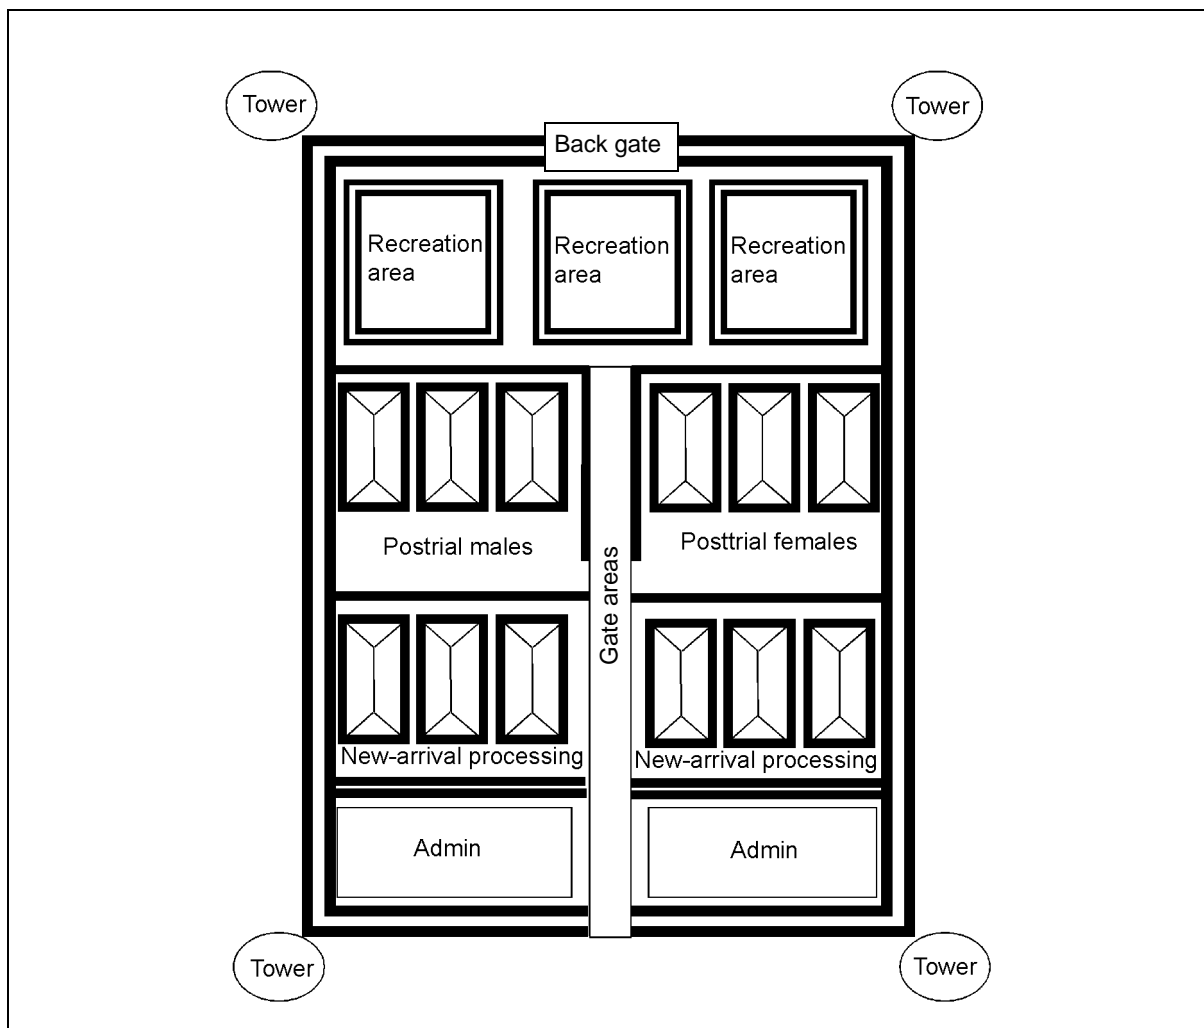 Tower
Tower
Back gate
Recreation
area
Recreation
area
Recreation
area
Postrial males
Posttrial females
Gate areas
New-arrival processing
New-arrival processing
Admin
Admin
Tower
Tower